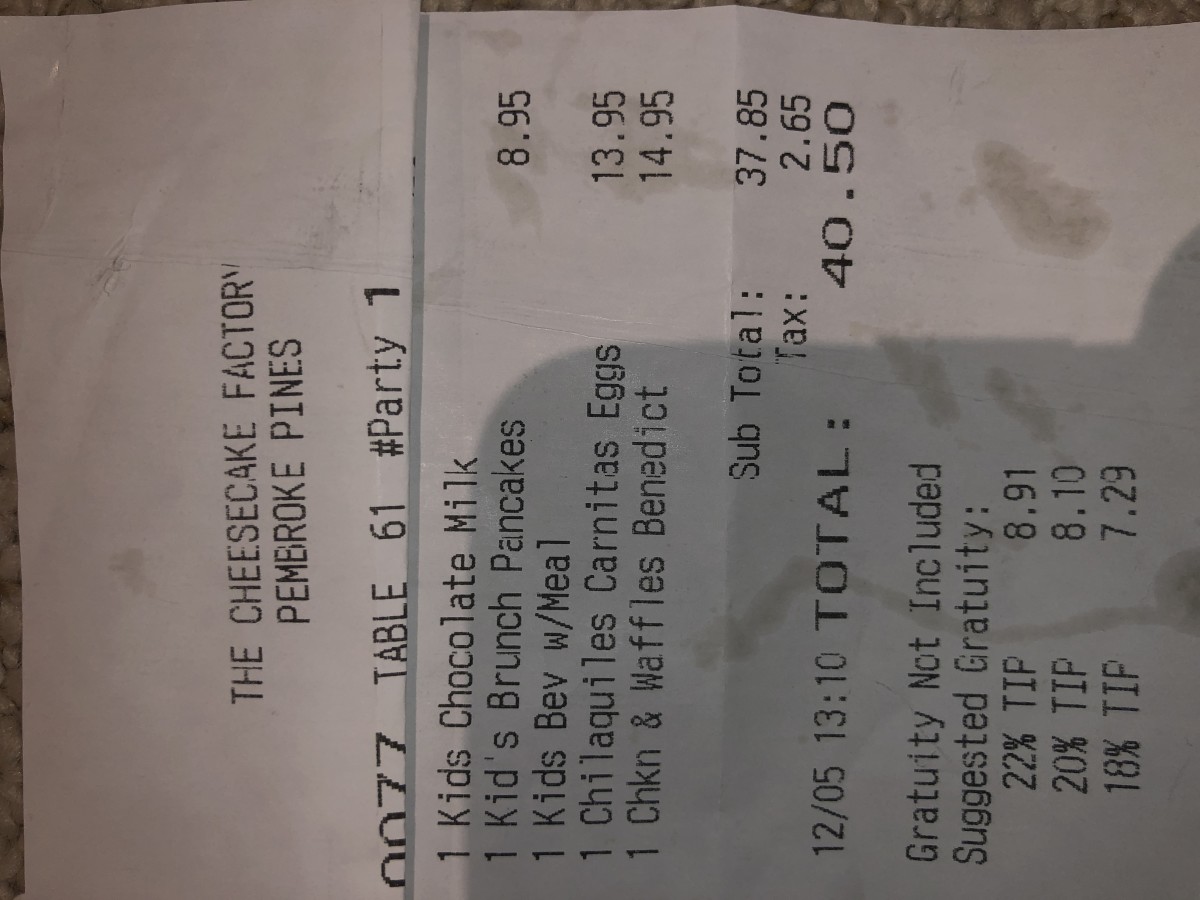 THE CHEESECAKE FACTORY
PEMBROKE PINES
0077 TABLE 61 #Party 1
1 Kids Chocolate Milk
1 Kid's Brunch Pancakes 8.95
1 Kids Bev w/Meal
1 Chilaquiles Carnitas Eggs 13.95
1 Chkn & Waffles Benedict 14.95
Sub Total: 37.85
Tax: 2.65
12/05 13:10 TOTAL: 40.50
Gratuity Not Included
Suggested Gratuity:
22% TIP 8.91
20% TIP 8.10
18% TIP 7.29